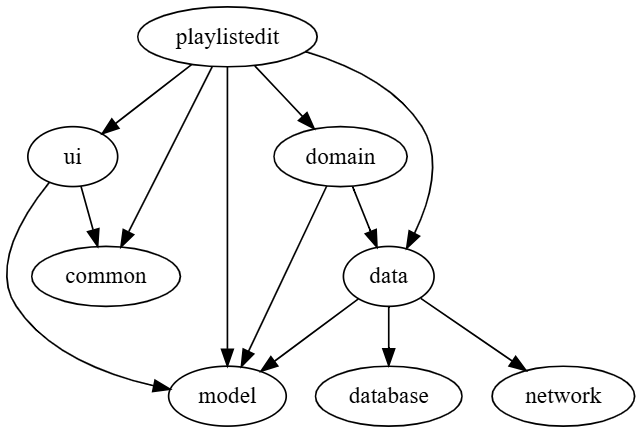 playlistedit
ui
domain
common
data
model
database
network